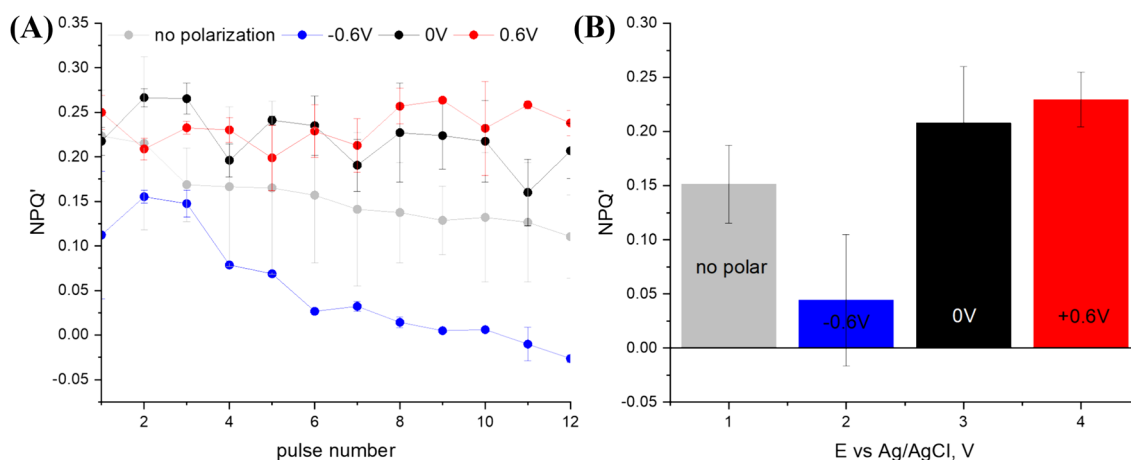 (A)
no polarization -0.6V 0V 0.6V
0.35
0.30
0.25
0.20
0.15
0.10
0.05
0.00
-0.05
NPQ'
2 4 6 8 10 12
pulse number
(B)
0.30
0.25
0.20
0.15
0.10
0.05
0.00
-0.05
NPQ'
no polar
-0.6V
0V
+0.6V
1 2 3 4
E vs Ag/AgCl, V